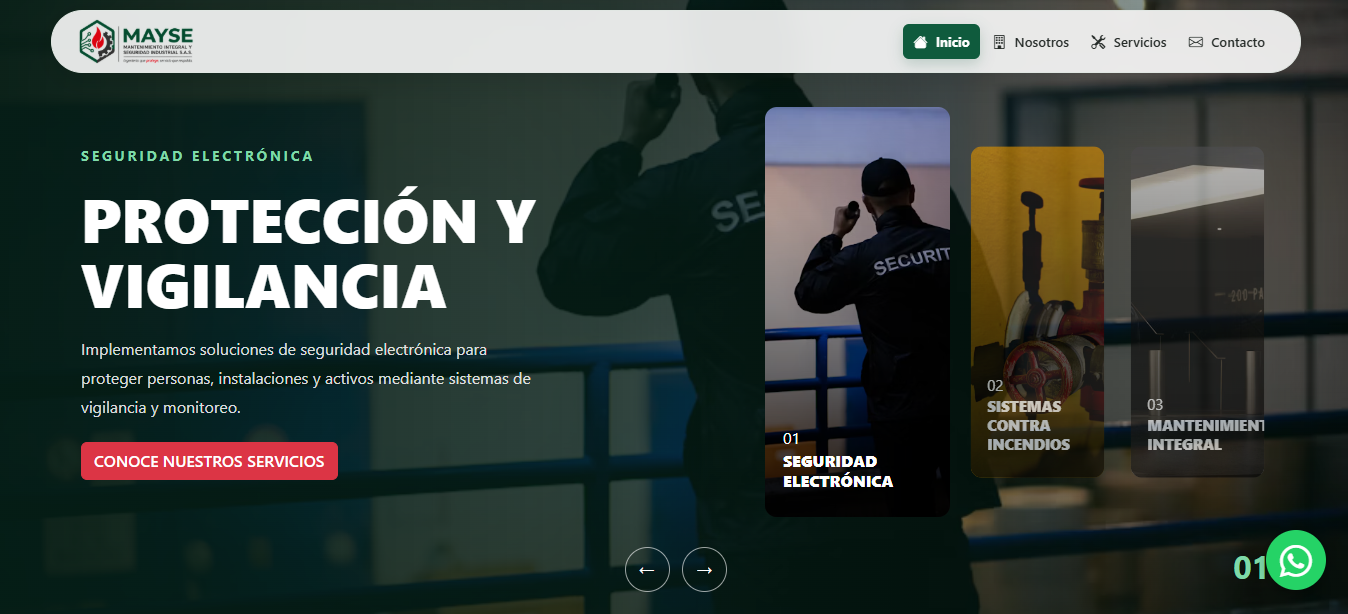 MAYSE
MANTENIMIENTO INTEGRAL Y
SEGURIDAD INDUSTRIAL S.A.S.
Inicio
Nosotros
Servicios
Contacto
SEGURIDAD ELECTRÓNICA
PROTECCIÓN Y
VIGILANCIA
Implementamos soluciones de seguridad electrónica para
proteger personas, instalaciones y activos mediante sistemas de
vigilancia y monitoreo.
CONOCE NUESTROS SERVICIOS
SE
SECURIT
01
SEGURIDAD
ELECTRÓNICA
02
SISTEMAS
CONTRA
INCENDIOS
03
MANTENIMIENT
INTEGRAL
←
→
01